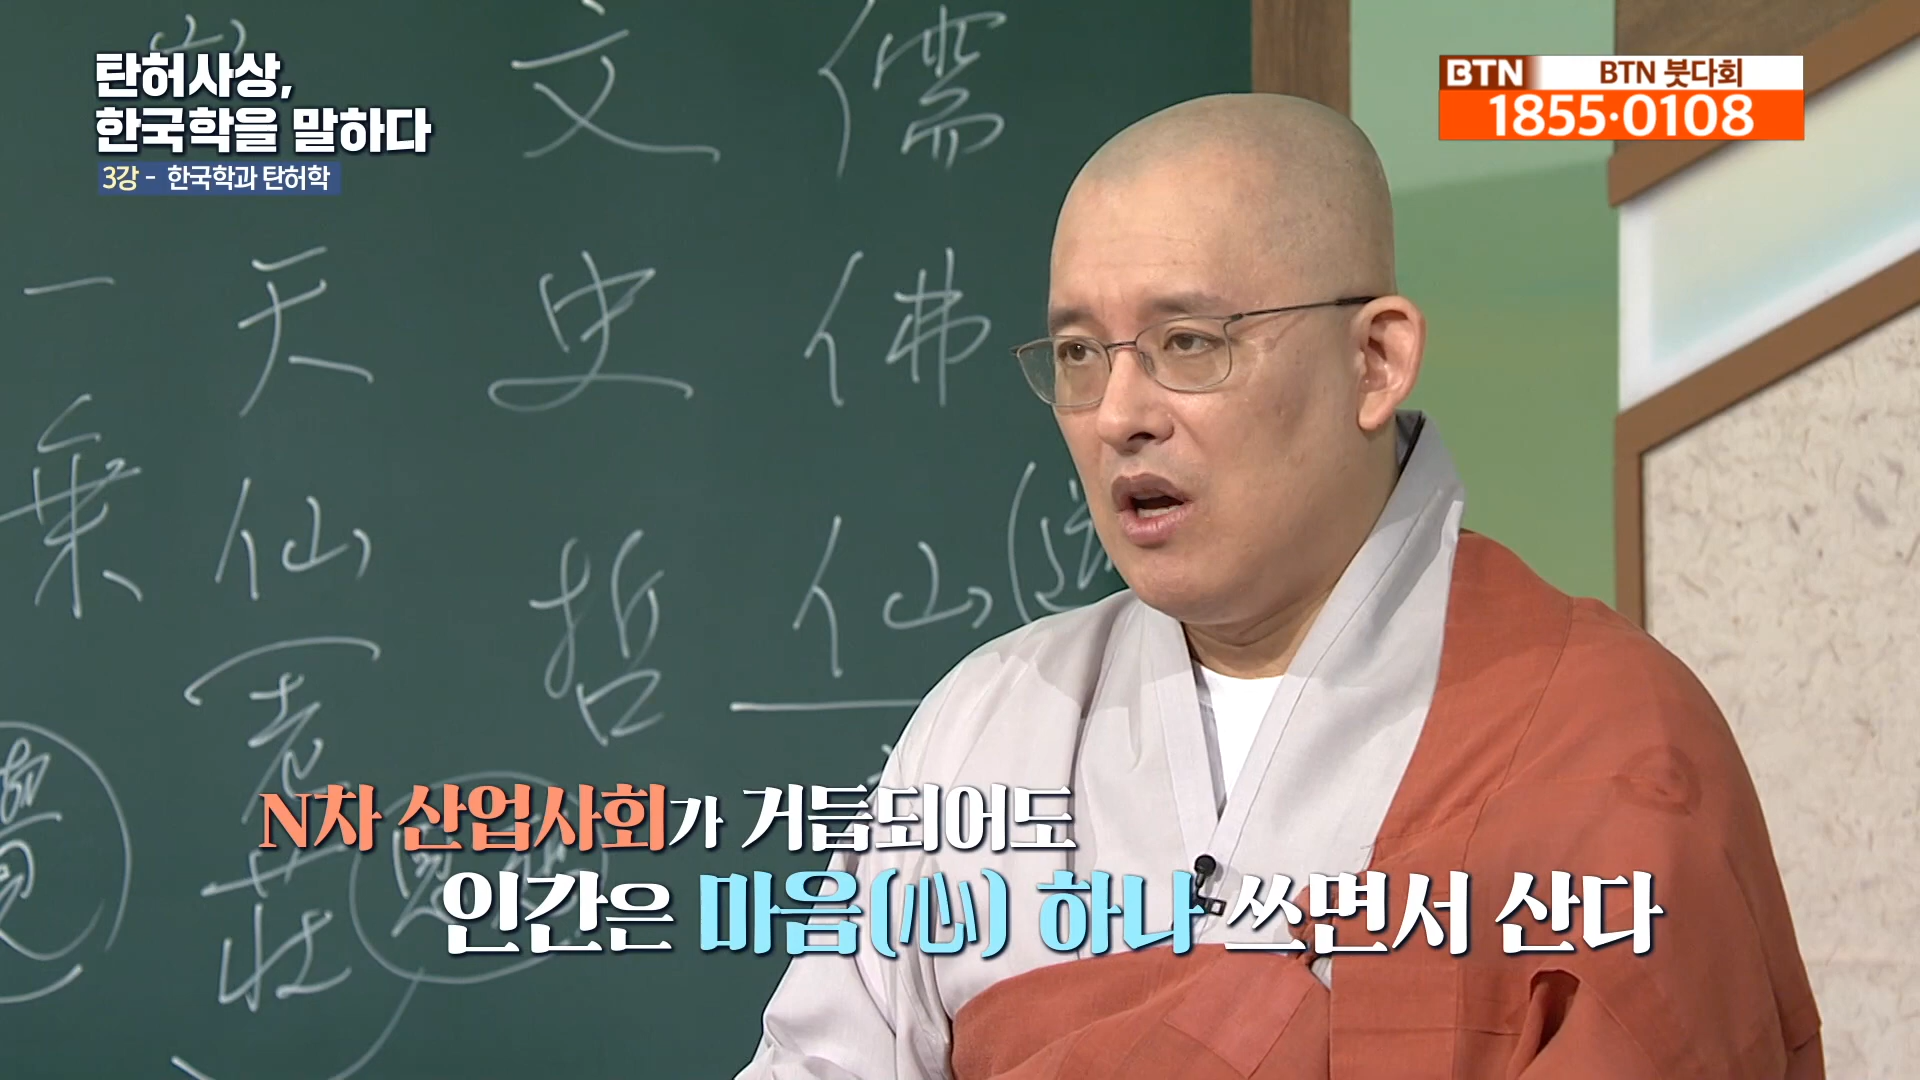 탄허사상,
한국학을 말하다
3강 - 한국학과 탄허학
BTN BTN 붓다회
1855·0108
儒
佛
仙
文
史
哲
天
仙
老
莊
一
乘
覺
N차 산업사회가 거듭되어도
인간은 마음(心) 하나 쓰면서 산다